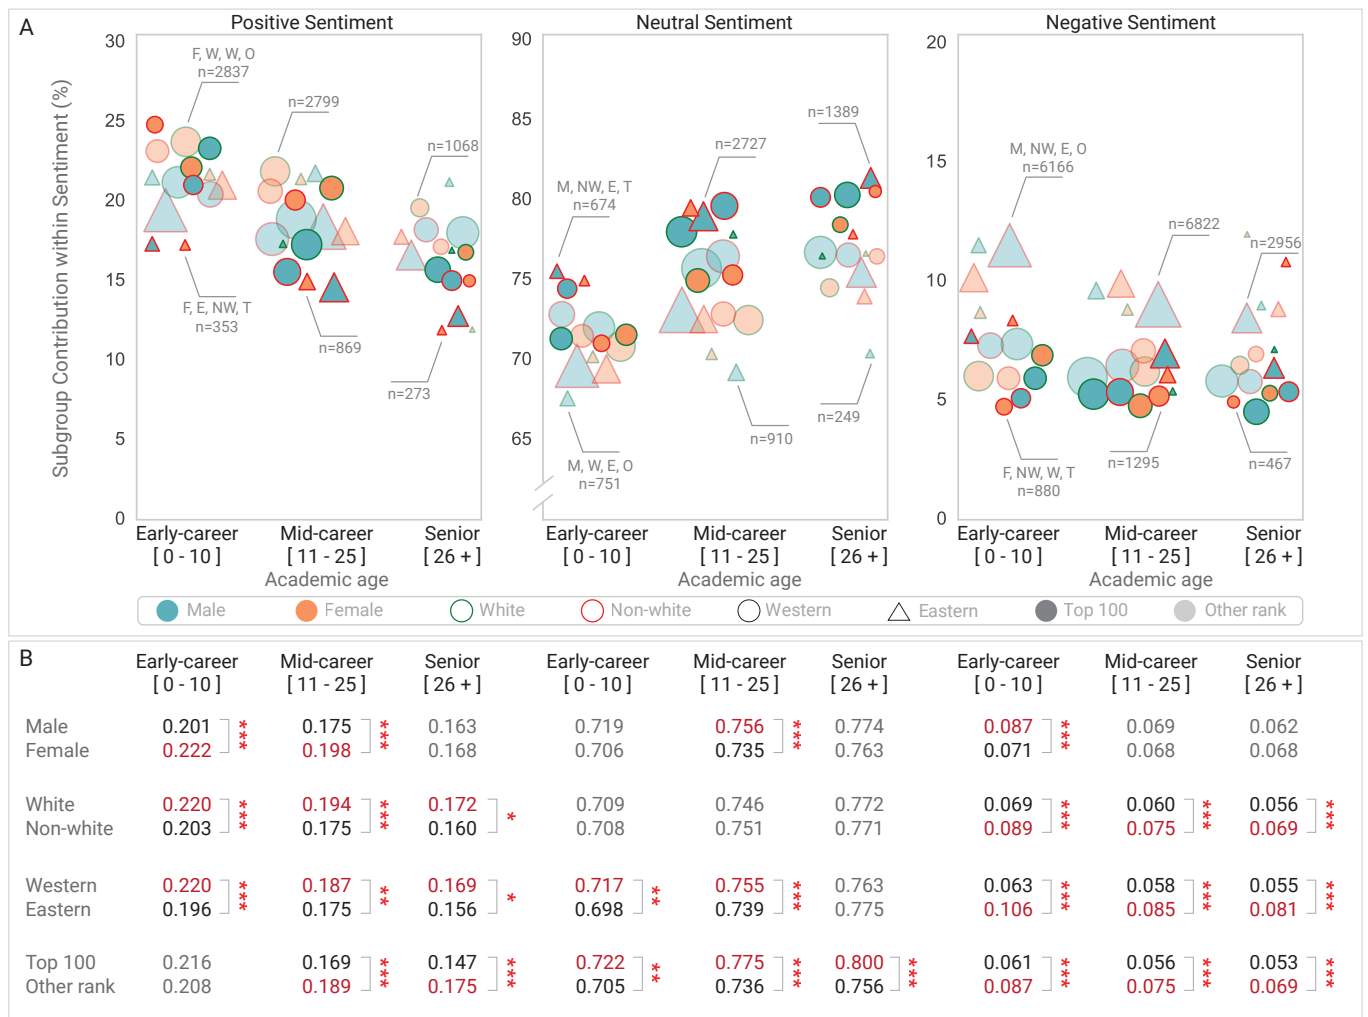 A
Positive Sentiment
Neutral Sentiment
Negative Sentiment
Subgroup Contribution within Sentiment (%)
30
25
20
15
10
5
0
F, W, W, O
n=2837
n=2799
n=1068
F, E, NW, T
n=353
n=869
n=273
Early-career
[ 0 - 10 ]
Mid-career
[ 11 - 25 ]
Senior
[ 26 + ]
Academic age
90
85
80
75
70
65
0
n=1389
n=2727
M, NW, E, T
n=674
M, W, E, O
n=751
n=910
n=249
Early-career
[ 0 - 10 ]
Mid-career
[ 11 - 25 ]
Senior
[ 26 + ]
Academic age
20
15
10
5
0
M, NW, E, O
n=6166
n=6822
n=2956
F, NW, W, T
n=880
n=1295
n=467
Early-career
[ 0 - 10 ]
Mid-career
[ 11 - 25 ]
Senior
[ 26 + ]
Academic age
Male Female White Non-white Western Eastern Top 100 Other rank
B
Early-career Mid-career Senior Early-career Mid-career Senior Early-career Mid-career Senior
[ 0 - 10 ] [ 11 - 25 ] [ 26 + ] [ 0 - 10 ] [ 11 - 25 ] [ 26 + ] [ 0 - 10 ] [ 11 - 25 ] [ 26 + ]
Male 0.201 *** 0.175 *** 0.163 0.719 0.756 *** 0.774 0.087 *** 0.069 0.062
Female 0.222 0.198 0.168 0.706 0.735 0.763 0.071 0.068 0.068
White 0.220 *** 0.194 *** 0.172 * 0.709 0.746 0.772 0.069 *** 0.060 *** 0.056 ***
Non-white 0.203 0.175 0.160 0.708 0.751 0.771 0.089 0.075 0.069
Western 0.220 *** 0.187 ** 0.169 * 0.717 ** 0.755 *** 0.763 0.063 *** 0.058 *** 0.055 ***
Eastern 0.196 0.175 0.156 0.698 0.739 0.775 0.106 0.085 0.081
Top 100 0.216 0.169 *** 0.147 *** 0.722 ** 0.775 *** 0.800 *** 0.061 *** 0.056 *** 0.053 ***
Other rank 0.208 0.189 0.175 0.705 0.736 0.756 0.087 0.075 0.069